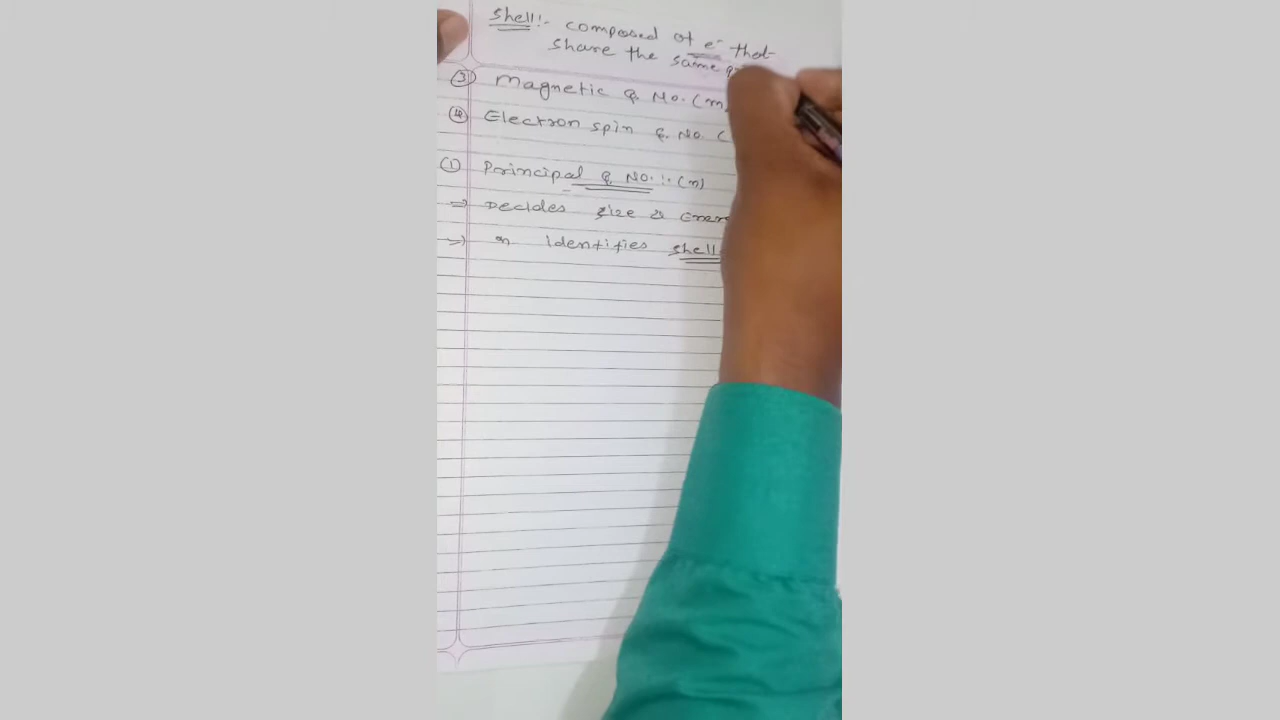 Shell:- composed of e⁻ that
share the same
③ Magnetic Q No. (m)
④ Electron spin Q. No. (
① Principal Q No. :- (n)
⇒ Decides size & Ener
⇒ n identifies shell